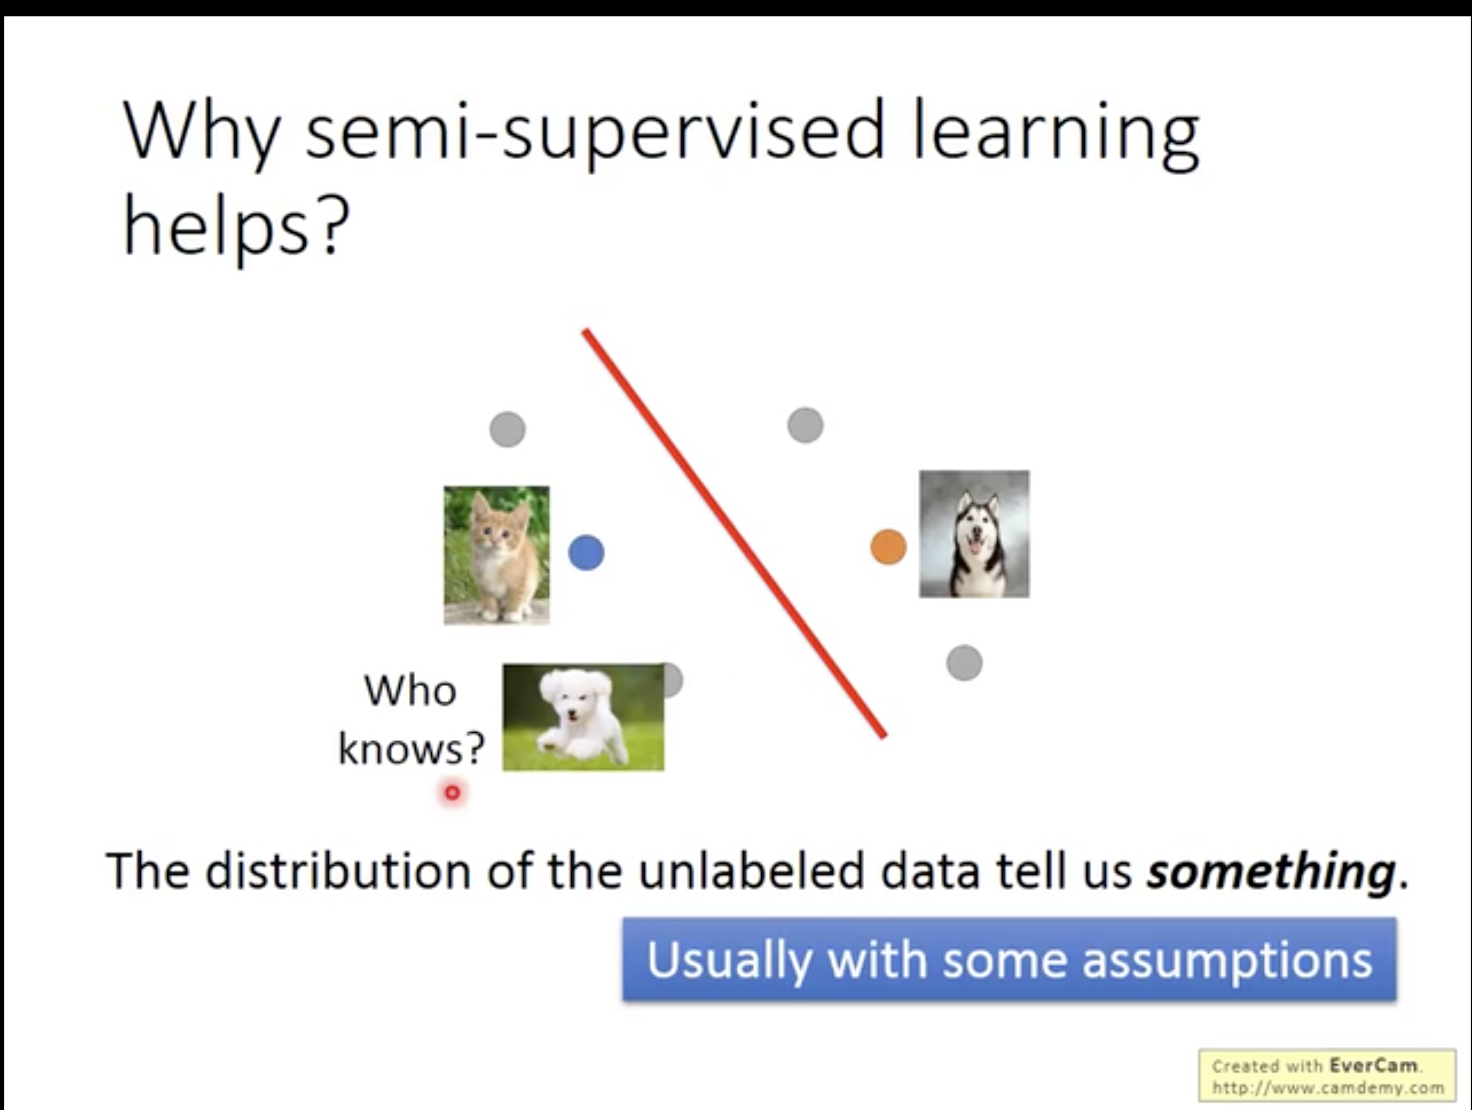 Why semi-supervised learning
helps?
Who
knows?
The distribution of the unlabeled data tell us something.
Usually with some assumptions
Created with EverCam.
http://www.camdemy.com